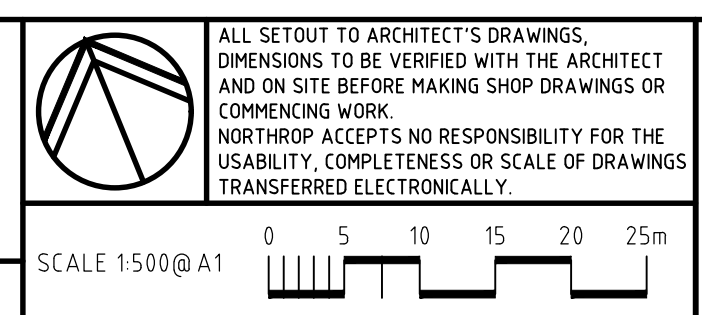 ALL SETOUT TO ARCHITECT'S DRAWINGS,
DIMENSIONS TO BE VERIFIED WITH THE ARCHITECT
AND ON SITE BEFORE MAKING SHOP DRAWINGS OR
COMMENCING WORK.
NORTHROP ACCEPTS NO RESPONSIBILITY FOR THE
USABILITY, COMPLETENESS OR SCALE OF DRAWINGS
TRANSFERRED ELECTRONICALLY.
SCALE 1:500@ A1
0 5 10 15 20 25m